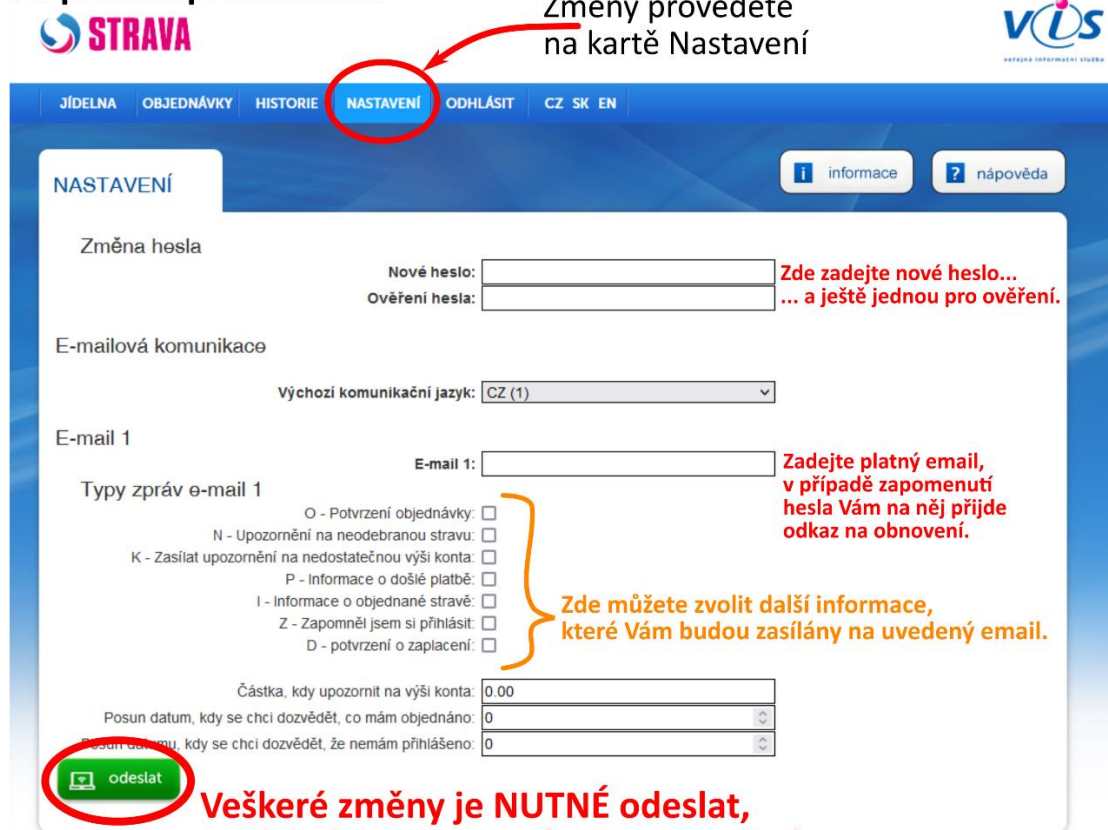 Změny provedete
na kartě Nastavení
STRAVA
VIS
veřejná informační služba
JÍDELNA OBJEDNÁVKY HISTORIE NASTAVENÍ ODHLÁSIT CZ SK EN
NASTAVENÍ
i informace
? nápověda
Změna hesla
Nové heslo:
Zde zadejte nové heslo...
Ověření hesla:
... a ještě jednou pro ověření.
E-mailová komunikace
Výchozí komunikační jazyk: CZ (1)
E-mail 1
E-mail 1:
Zadejte platný email,
v případě zapomenutí
hesla Vám na něj přijde
odkaz na obnovení.
Typy zpráv e-mail 1
O - Potvrzení objednávky:
N - Upozornění na neodebranou stravu:
K - Zasílat upozornění na nedostatečnou výši konta:
P - Informace o došlé platbě:
I - Informace o objednané stravě:
Z - Zapomněl jsem si přihlásit:
D - potvrzení o zaplacení:
Zde můžete zvolit další informace,
které Vám budou zasílány na uvedený email.
Částka, kdy upozornit na výši konta: 0.00
Posun datum, kdy se chci dozvědět, co mám objednáno: 0
Posun datumu, kdy se chci dozvědět, že nemám přihlášeno: 0
odeslat
Veškeré změny je NUTNÉ odeslat,